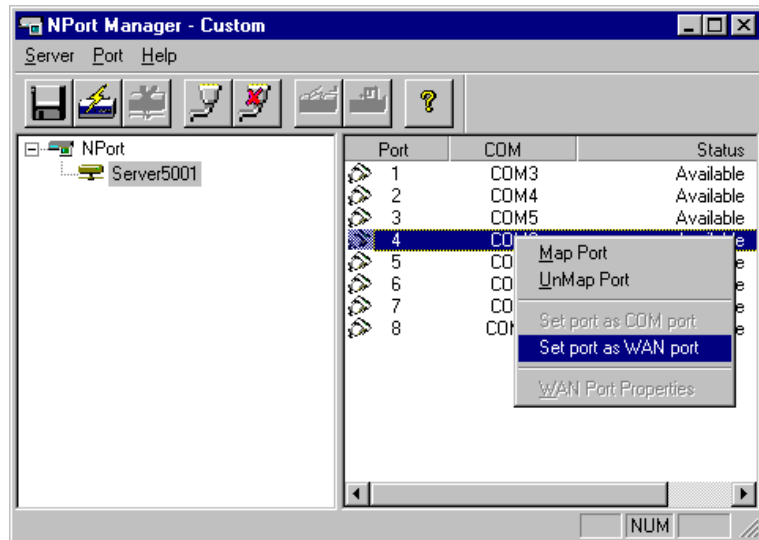 NPort Manager - Custom
Server Port Help
NPort
Server5001
Port COM Status
1 COM3 Available
2 COM4 Available
3 COM5 Available
4
5
6
7
8
Map Port
UnMap Port
Set port as COM port
Set port as WAN port
WAN Port Properties
NUM